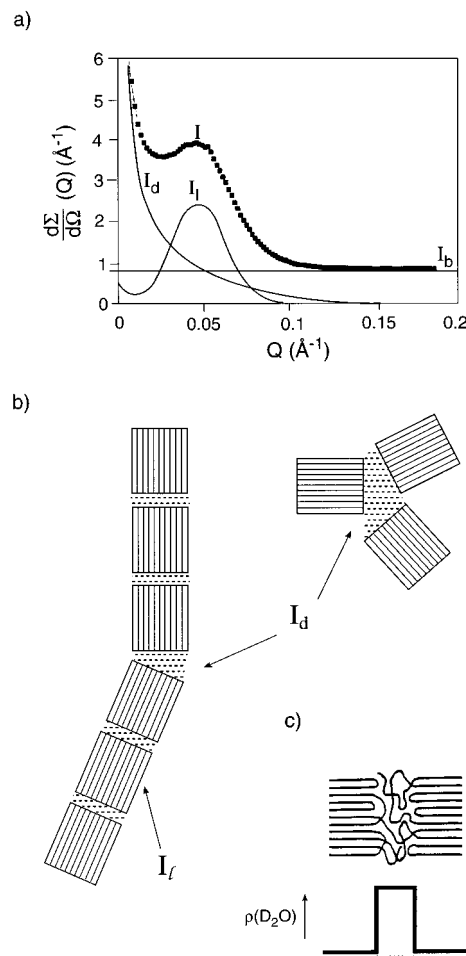 a)
6
5
4
3
2
1
0
dΣ/dΩ (Q) (Å⁻¹)
I
I_d
I_l
I_b
0
0.05
0.1
0.15
0.2
Q (Å⁻¹)
b)
I_d
I_ℓ
c)
ρ(D₂O)